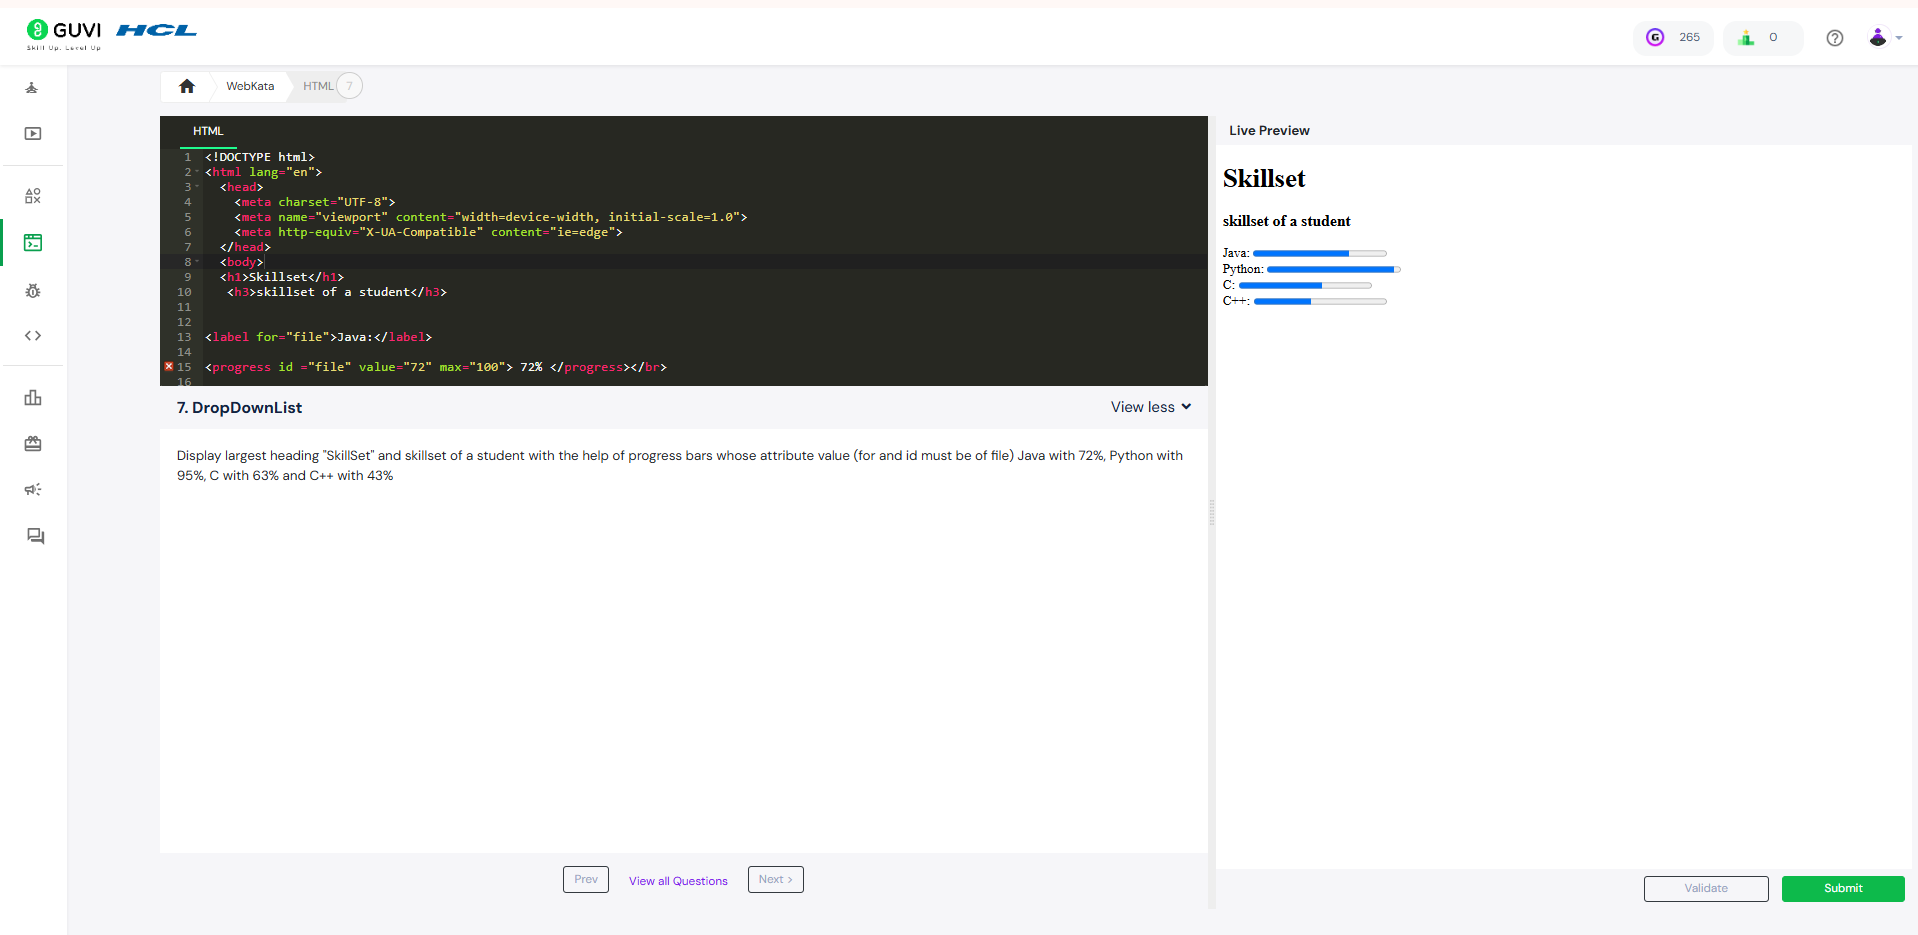 GUVI HCL
Skill Up. Level Up
265
0
WebKata
HTML
7
HTML
1 <!DOCTYPE html>
2 <html lang="en">
3 <head>
4 <meta charset="UTF-8">
5 <meta name="viewport" content="width=device-width, initial-scale=1.0">
6 <meta http-equiv="X-UA-Compatible" content="ie=edge">
7 </head>
8 <body>
9 <h1>Skillset</h1>
10 <h3>skillset of a student</h3>
11
12
13 <label for="file">Java:</label>
14
15 <progress id ="file" value="72" max="100"> 72% </progress></br>
16
7. DropDownList
View less
Display largest heading "SkillSet" and skillset of a student with the help of progress bars whose attribute value (for and id must be of file) Java with 72%, Python with
95%, C with 63% and C++ with 43%
Prev
View all Questions
Next >
Live Preview
Skillset
skillset of a student
Java:
Python:
C:
C++:
Validate
Submit